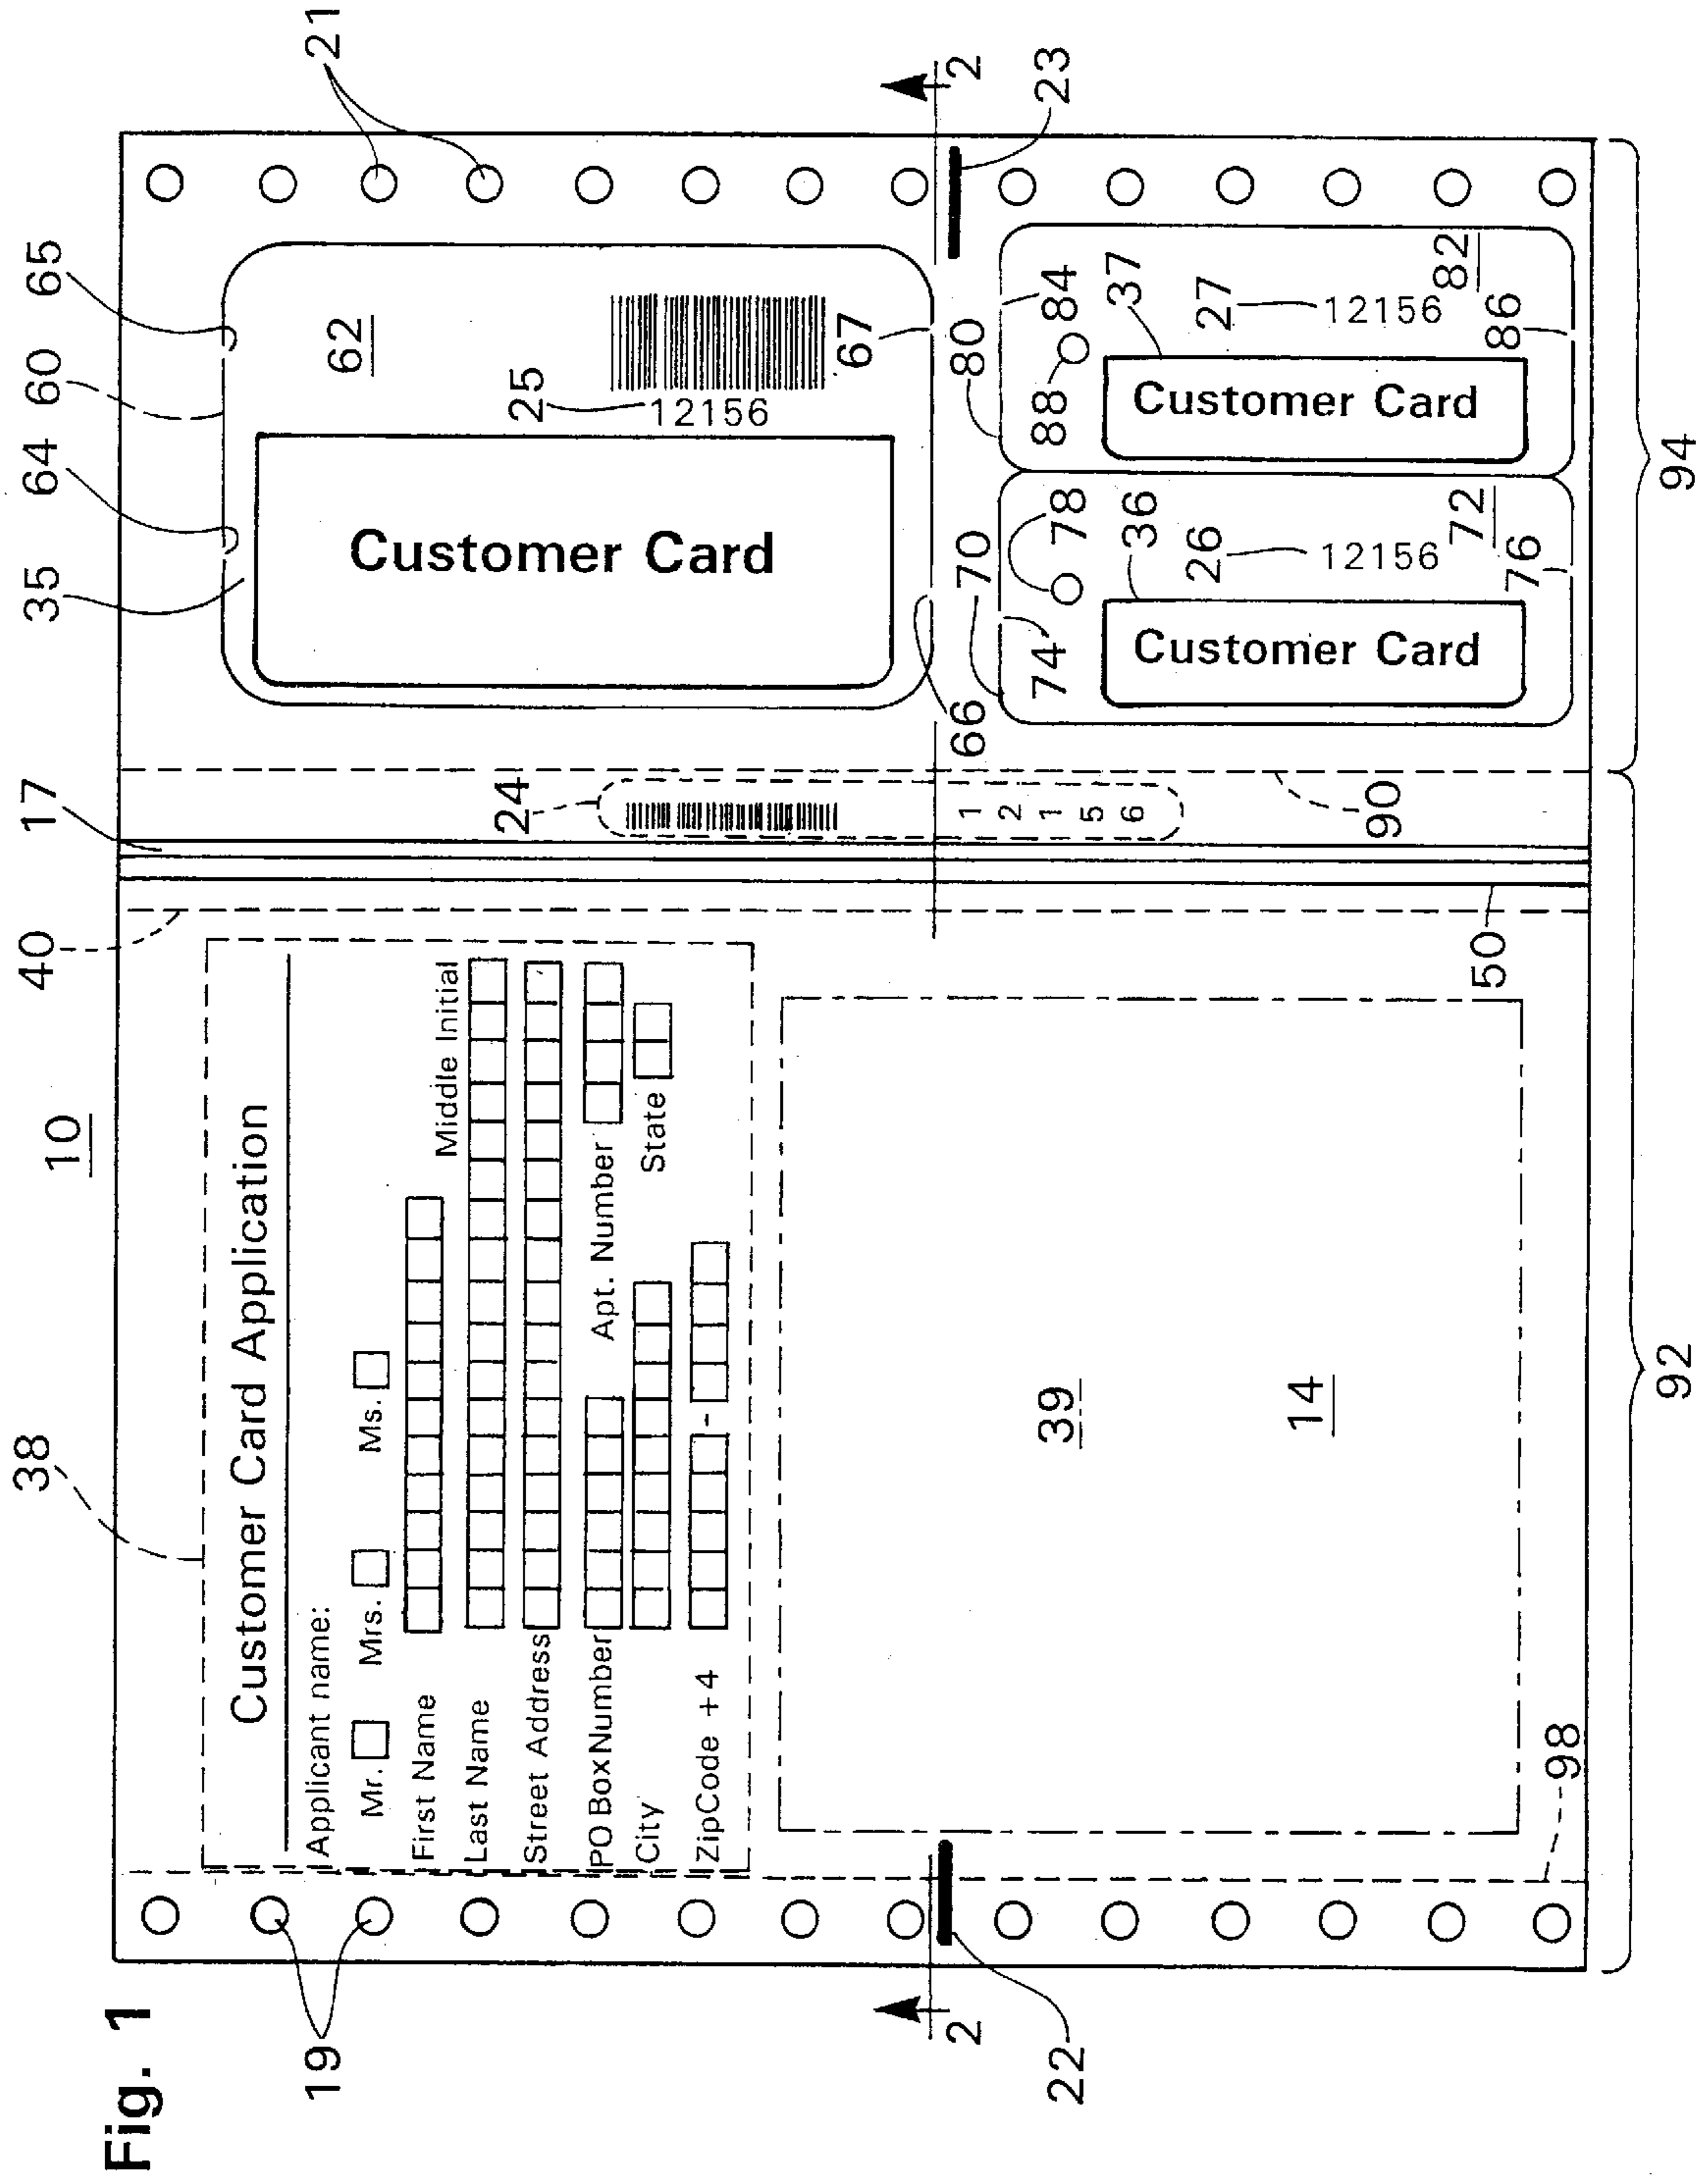 Fig. 1
10
38
40
17
35
64
60
65
21
19
Customer Card Application
Applicant name:
Mr. Mrs. Ms.
First Name
Middle Initial
Last Name
Street Address
PO Box Number Apt. Number
City State
ZipCode + 4 -
39
14
98
22
2
92
50
24
1 2 1 5 6
90
62
25
12156
Customer Card
66
67
2
23
70
74
78
36
26
12156
72
76
Customer Card
80
84
88
37
27
12156
82
86
Customer Card
94